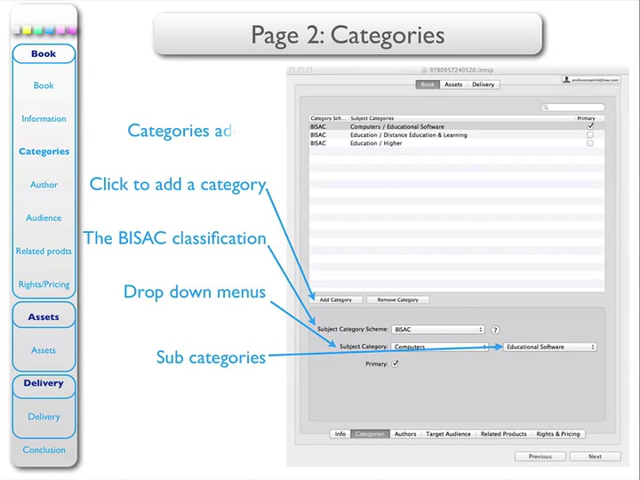 Page 2: Categories
Book
Book
Information
Categories
Author
Audience
Related prodts
Rights/Pricing
Assets
Assets
Delivery
Delivery
Conclusion
Categories ad
Click to add a category
The BISAC classification
Drop down menus
Sub categories
9780957240520.itmsp
Book Assets Delivery
Category Sch... Subject Categories Primary
BISAC Computers / Educational Software
BISAC Education / Distance Education & Learning
BISAC Education / Higher
Add Category Remove Category
Subject Category Scheme: BISAC ?
Subject Category: Computers Educational Software
Primary:
Info Categories Authors Target Audience Related Products Rights & Pricing
Previous Next